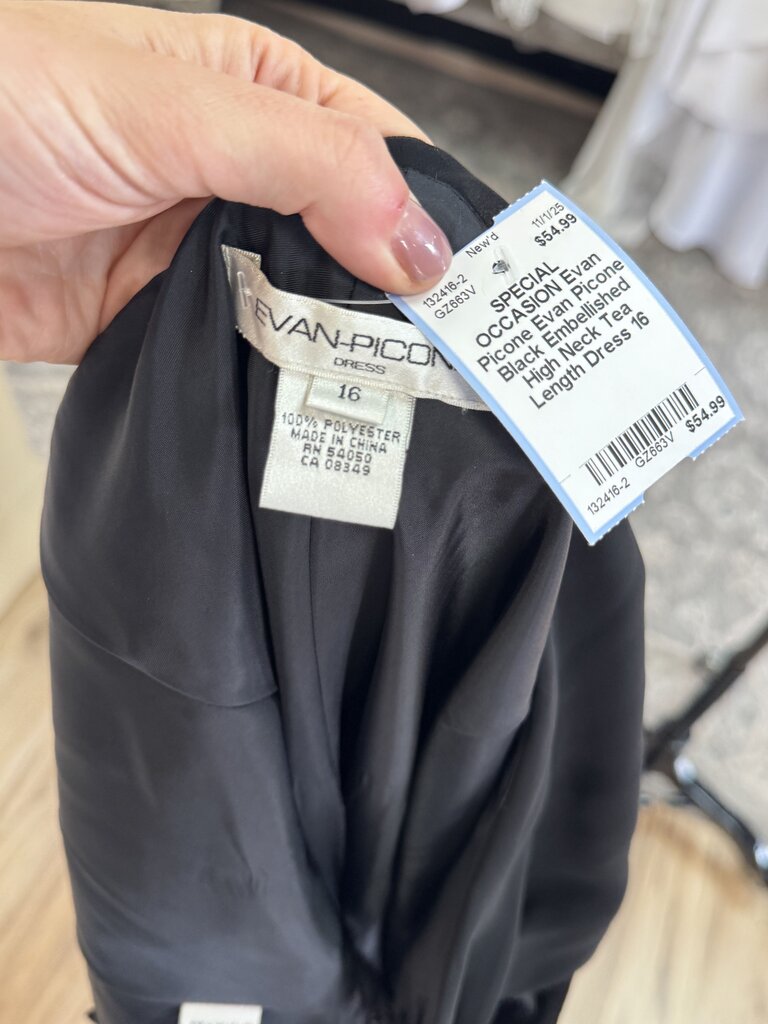 EVAN-PICON
DRESS
16
100% POLYESTER
MADE IN CHINA
RN 54050
CA 08349
132416-2 New'd 11/1/25
GZ663V $54.99
SPECIAL
OCCASION Evan
Picone Evan Picone
Black Embellished
High Neck Tea
Length Dress 16
132416-2 GZ663V $54.99